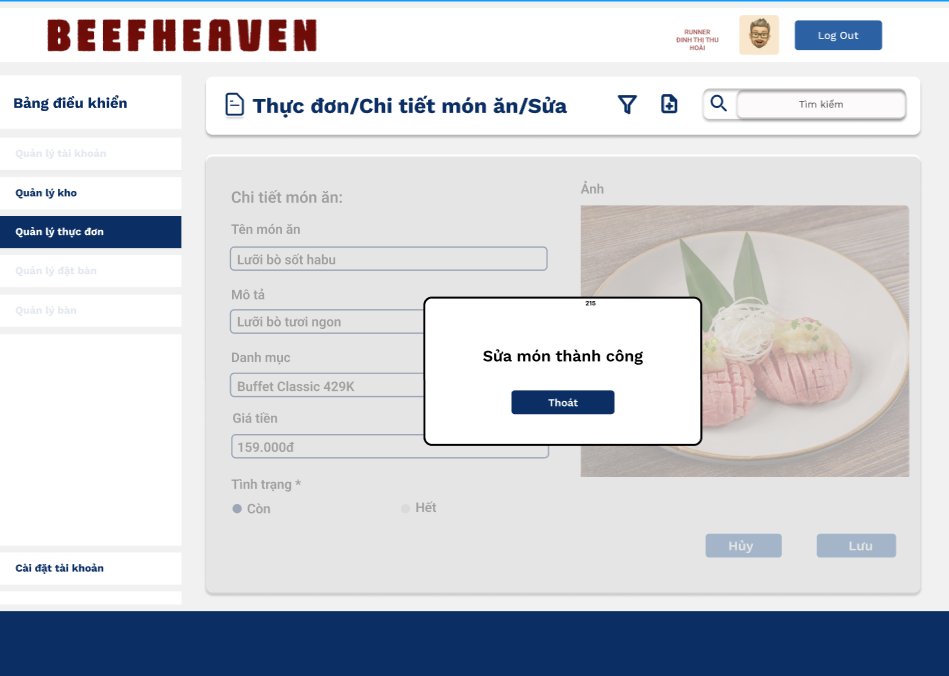 BEEFHEAVEN
RUNNER
ĐINH THỊ THU
HOÀI
Log Out
Bảng điều khiển
Thực đơn/Chi tiết món ăn/Sửa
Tìm kiếm
Quản lý tài khoản
Quản lý kho
Quản lý thực đơn
Quản lý đặt bàn
Quản lý bàn
Cài đặt tài khoản
Chi tiết món ăn:
Tên món ăn
Lưỡi bò sốt habu
Mô tả
Lưỡi bò tươi ngon
Danh mục
Buffet Classic 429K
Giá tiền
159.000đ
Tình trạng *
Còn
Hết
Ảnh
215
Sửa món thành công
Thoát
Hủy
Lưu